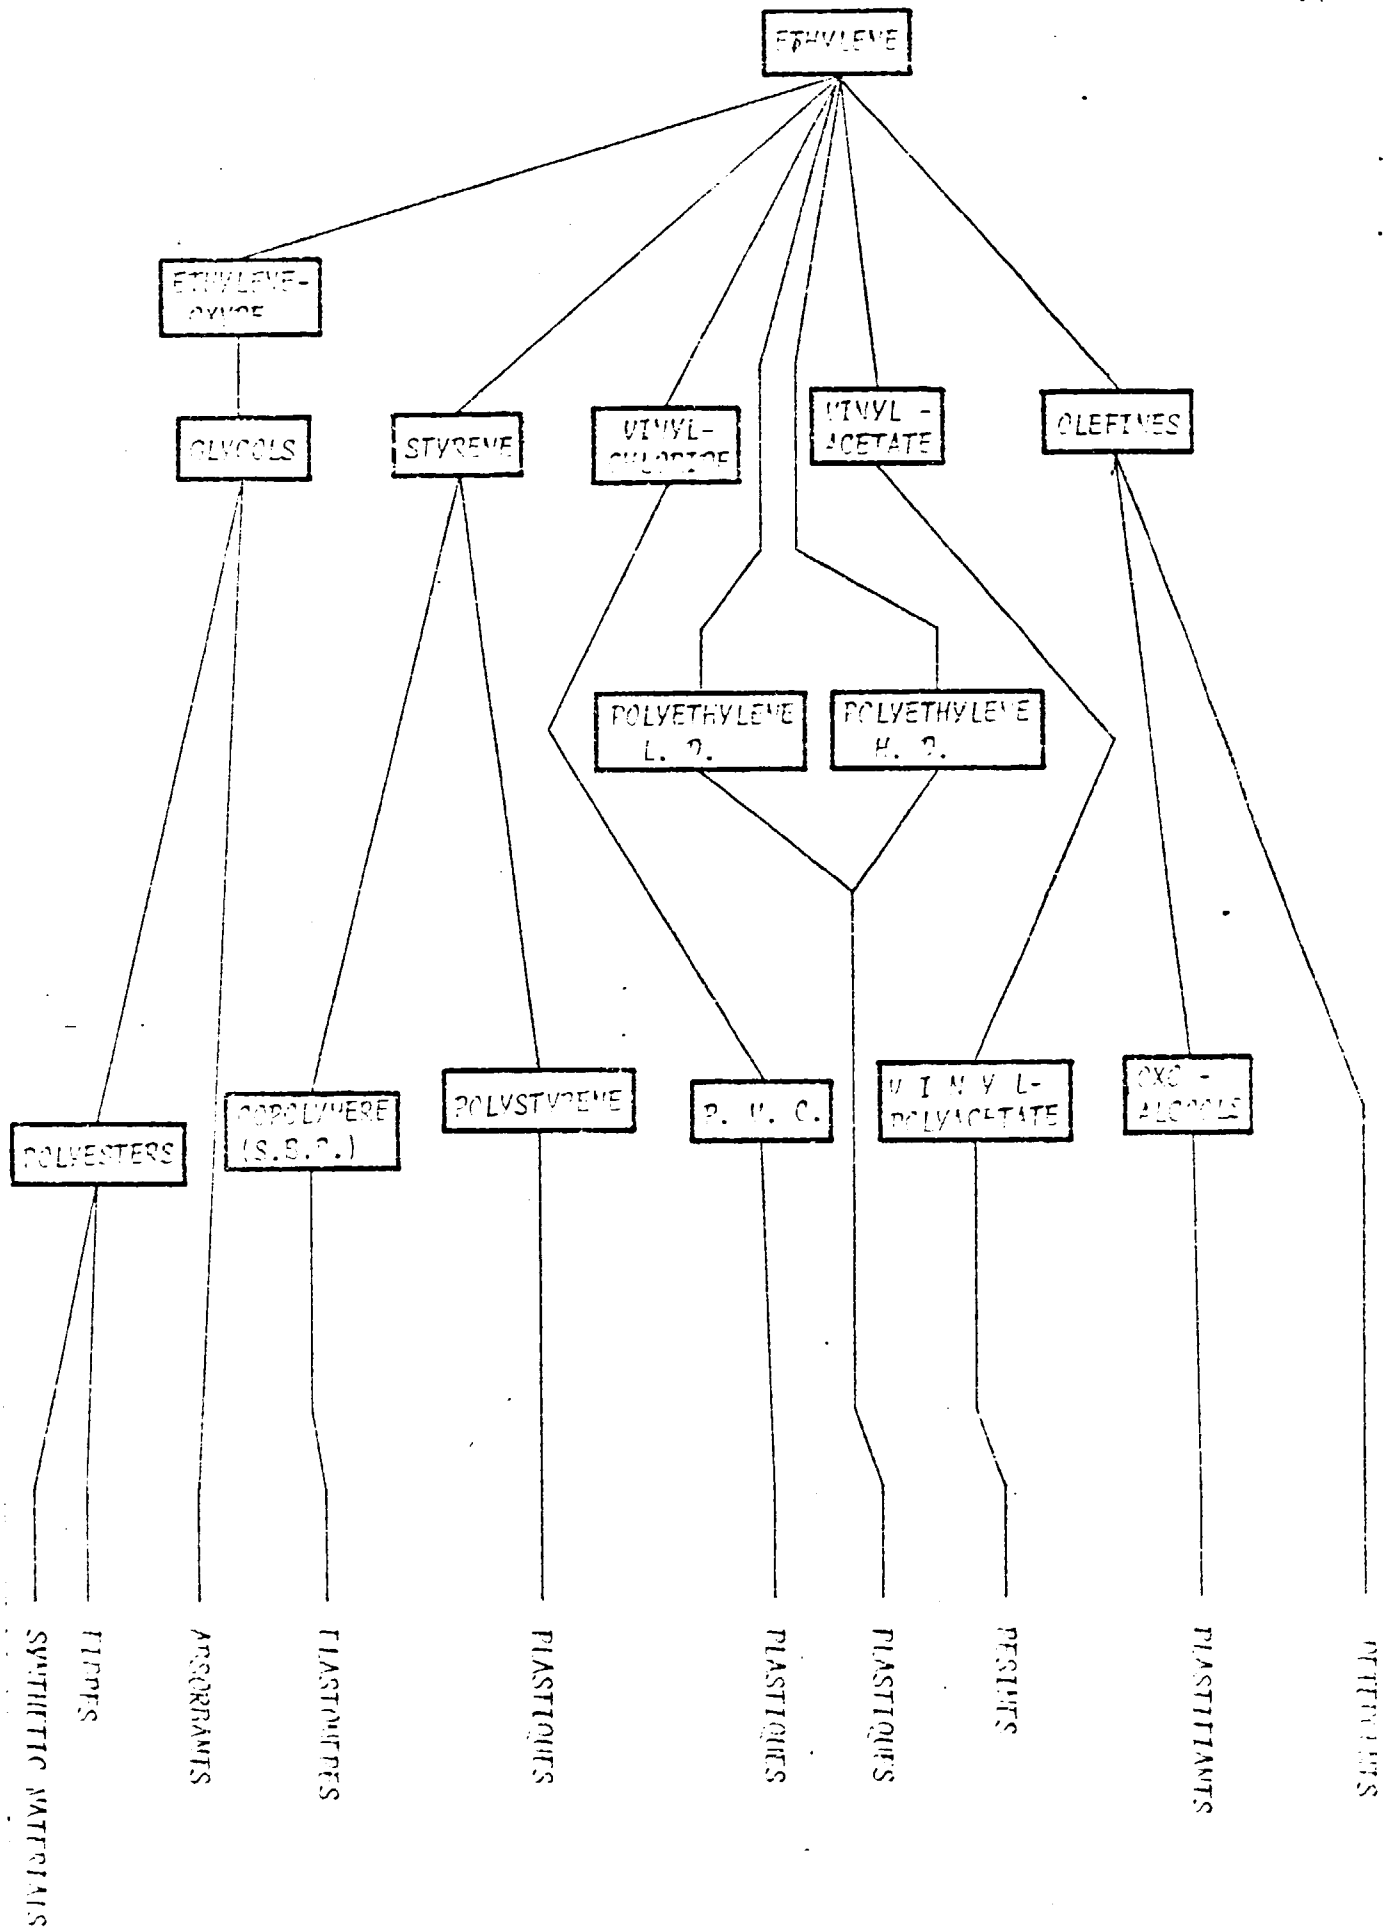 ETHYLENE
ETHYLENE-
OXYDE
GLYCOLS
STYRENE
VINYL-
CHLORIDE
VINYL -
ACETATE
OLEFINES
POLYETHYLENE
L. D.
POLYETHYLENE
H. D.
POLYESTERS
COPOLYMERE
(S.B.R.)
POLYSTYRENE
P. V. C.
V I N Y L-
POLYACETATE
OXO -
ALCOOLS
SYNTHETIC MATERIALS
FIBRES
ABSORBANTS
ELASTOMERES
PLASTIQUES
PLASTIQUES
PLASTIQUES
RESINES
PLASTIFIANTS
DETERGENTS